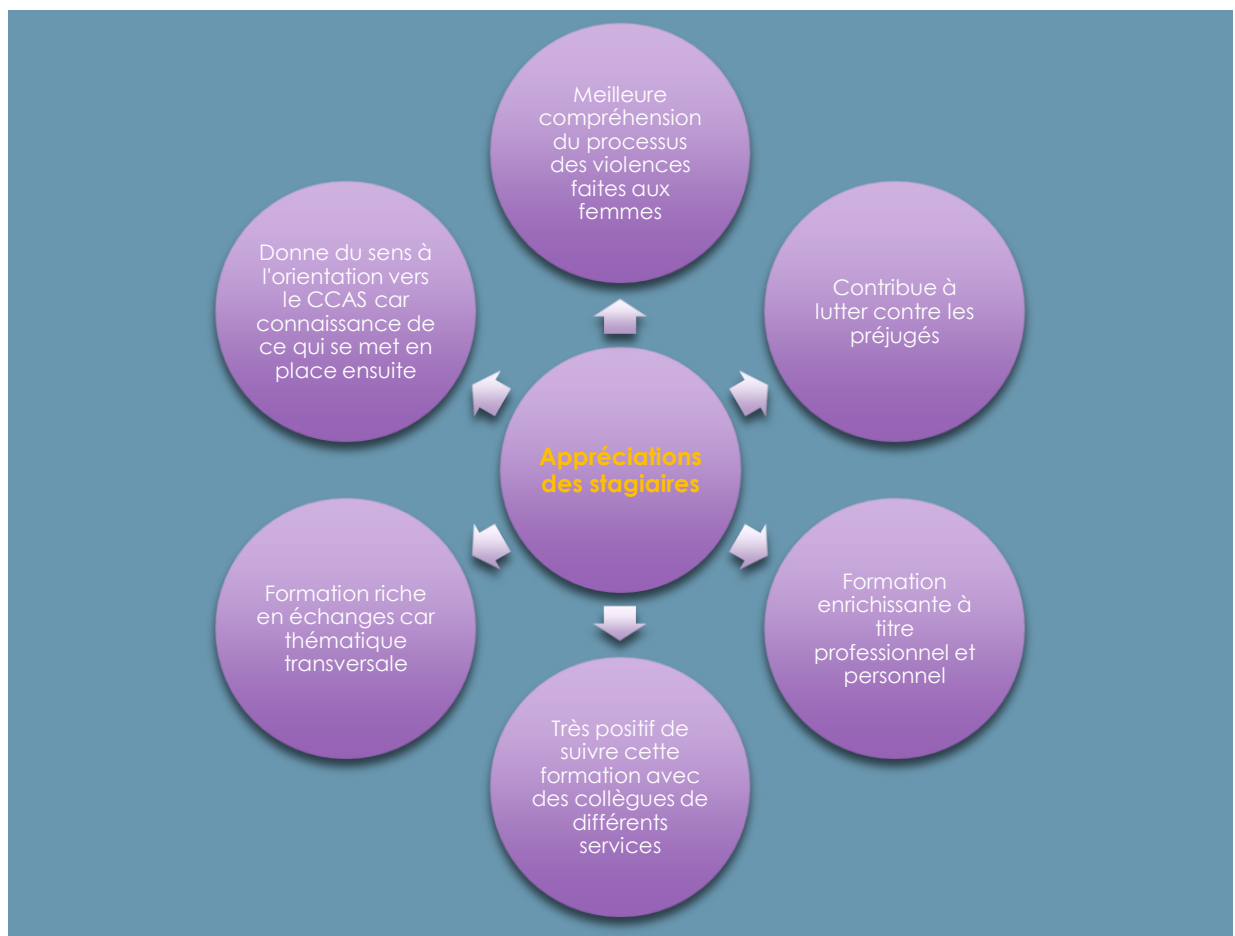 Meilleure
compréhension
du processus
des violences
faites aux
femmes
Contribue à
lutter contre les
préjugés
Formation
enrichissante à
titre
professionnel et
personnel
Très positif de
suivre cette
formation avec
des collègues de
différents
services
Formation riche
en échanges car
thématique
transversale
Donne du sens à
l'orientation vers
le CCAS car
connaissance de
ce qui se met en
place ensuite
Appréciations
des stagiaires